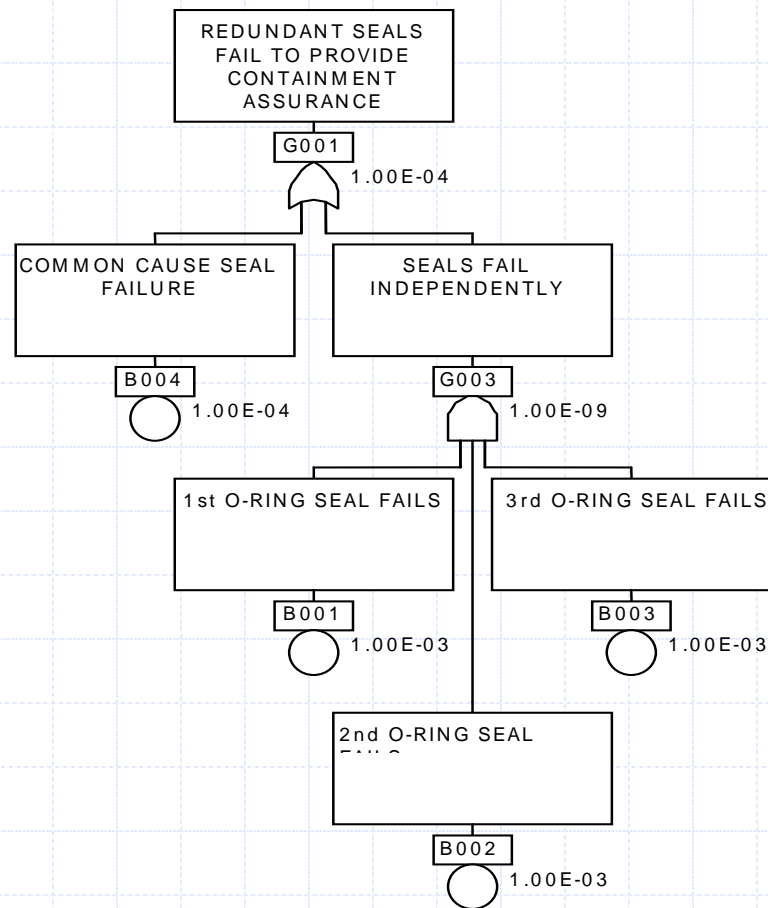 REDUNDANT SEALS
FAIL TO PROVIDE
CONTAINMENT
ASSURANCE
G001
1.00E-04
COMMON CAUSE SEAL
FAILURE
SEALS FAIL
INDEPENDENTLY
B004
1.00E-04
G003
1.00E-09
1st O-RING SEAL FAILS
3rd O-RING SEAL FAILS
B001
1.00E-03
B003
1.00E-03
2nd O-RING SEAL
B002
1.00E-03